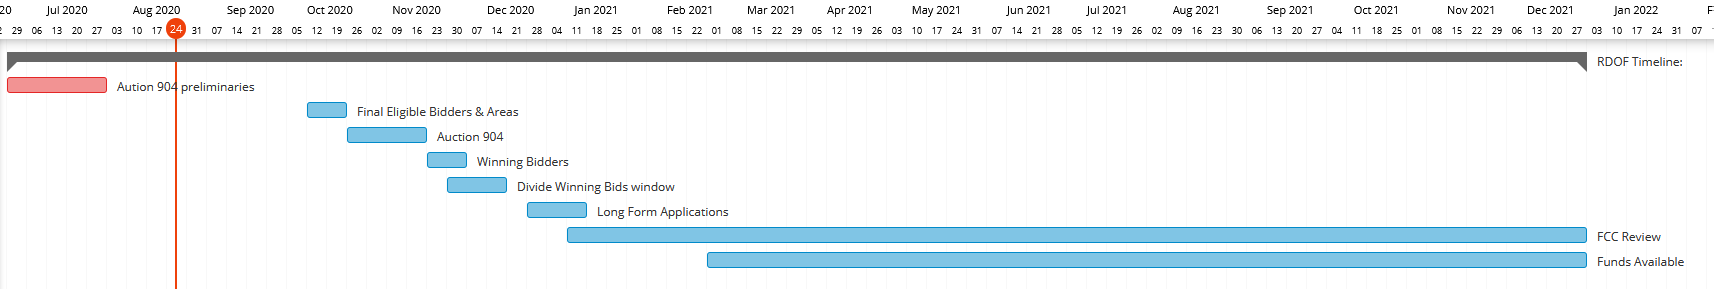 20 Jul 2020 Aug 2020 Sep 2020 Oct 2020 Nov 2020 Dec 2020 Jan 2021 Feb 2021 Mar 2021 Apr 2021 May 2021 Jun 2021 Jul 2021 Aug 2021 Sep 2021 Oct 2021 Nov 2021 Dec 2021 Jan 2022 F
2 29 06 13 20 27 03 10 17 24 31 07 14 21 28 05 12 19 26 02 09 16 23 30 07 14 21 28 04 11 18 25 01 08 15 22 01 08 15 22 29 05 12 19 26 03 10 17 24 31 07 14 21 28 05 12 19 26 02 09 16 23 30 06 13 20 27 04 11 18 25 01 08 15 22 29 06 13 20 27 03 10 17 24 31 07
RDOF Timeline:
Aution 904 preliminaries
Final Eligible Bidders & Areas
Auction 904
Winning Bidders
Divide Winning Bids window
Long Form Applications
FCC Review
Funds Available